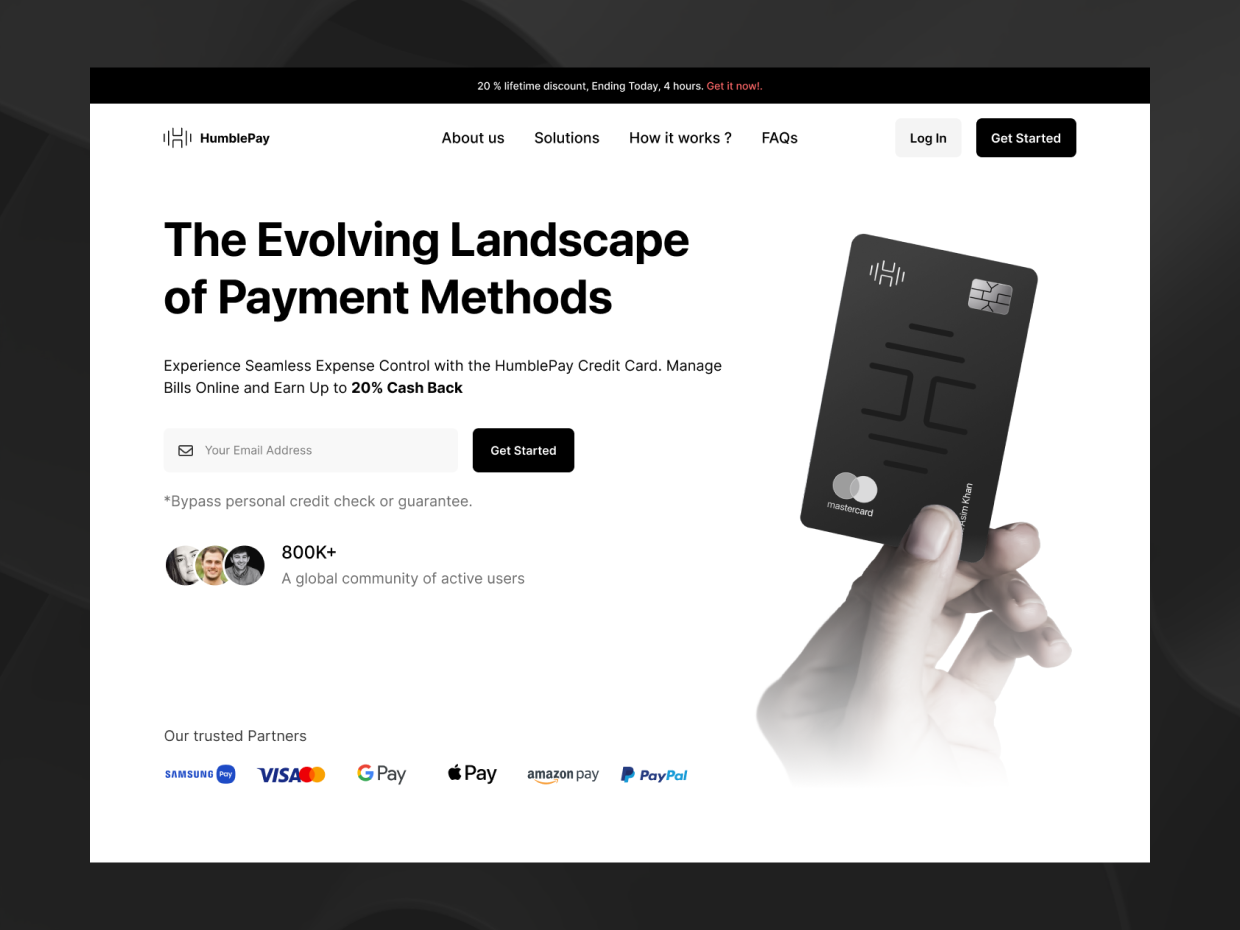 20 % lifetime discount, Ending Today, 4 hours. Get it now!.
HumblePay
About us
Solutions
How it works ?
FAQs
Log In
Get Started
The Evolving Landscape
of Payment Methods
Experience Seamless Expense Control with the HumblePay Credit Card. Manage
Bills Online and Earn Up to 20% Cash Back
Your Email Address
Get Started
*Bypass personal credit check or guarantee.
800K+
A global community of active users
mastercard
Asim Khan
Our trusted Partners
SAMSUNG Pay
VISA
G Pay
Pay
amazon pay
PayPal